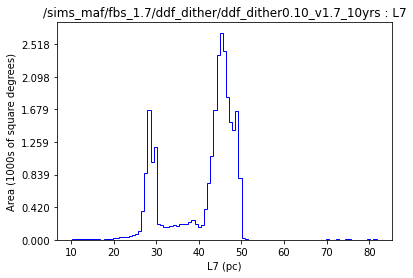 /sims_maf/fbs_1.7/ddf_dither/ddf_dither0.10_v1.7_10yrs : L7
Area (1000s of square degrees)
2.518
2.098
1.679
1.259
0.839
0.420
0.000
10 20 30 40 50 60 70 80
L7 (pc)